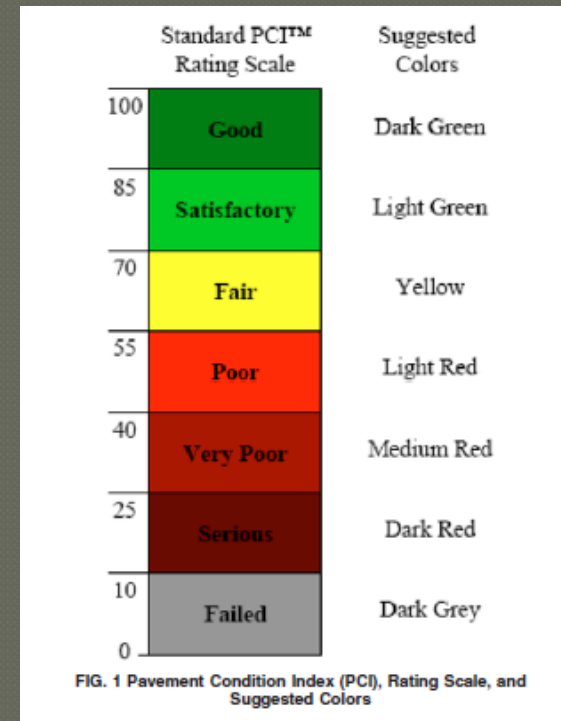 Standard PCI™ Suggested
Rating Scale Colors
100
Good Dark Green
85
Satisfactory Light Green
70
Fair Yellow
55
Poor Light Red
40
Very Poor Medium Red
25
Serious Dark Red
10
Failed Dark Grey
0
FIG. 1 Pavement Condition Index (PCI), Rating Scale, and
Suggested Colors